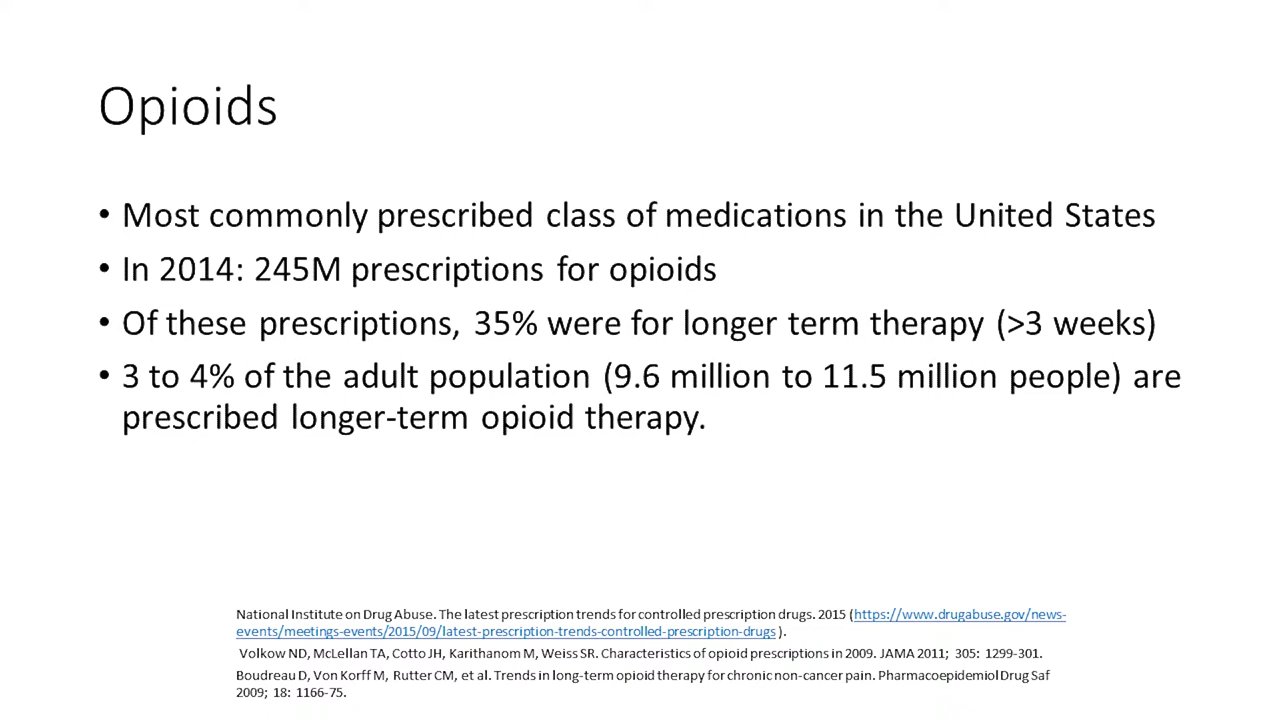 Opioids
• Most commonly prescribed class of medications in the United States
• In 2014: 245M prescriptions for opioids
• Of these prescriptions, 35% were for longer term therapy (>3 weeks)
• 3 to 4% of the adult population (9.6 million to 11.5 million people) are
prescribed longer-term opioid therapy.
National Institute on Drug Abuse. The latest prescription trends for controlled prescription drugs. 2015 (https://www.drugabuse.gov/news-
events/meetings-events/2015/09/latest-prescription-trends-controlled-prescription-drugs ).
Volkow ND, McLellan TA, Cotto JH, Karithanom M, Weiss SR. Characteristics of opioid prescriptions in 2009. JAMA 2011; 305: 1299-301.
Boudreau D, Von Korff M, Rutter CM, et al. Trends in long-term opioid therapy for chronic non-cancer pain. Pharmacoepidemiol Drug Saf
2009; 18: 1166-75.